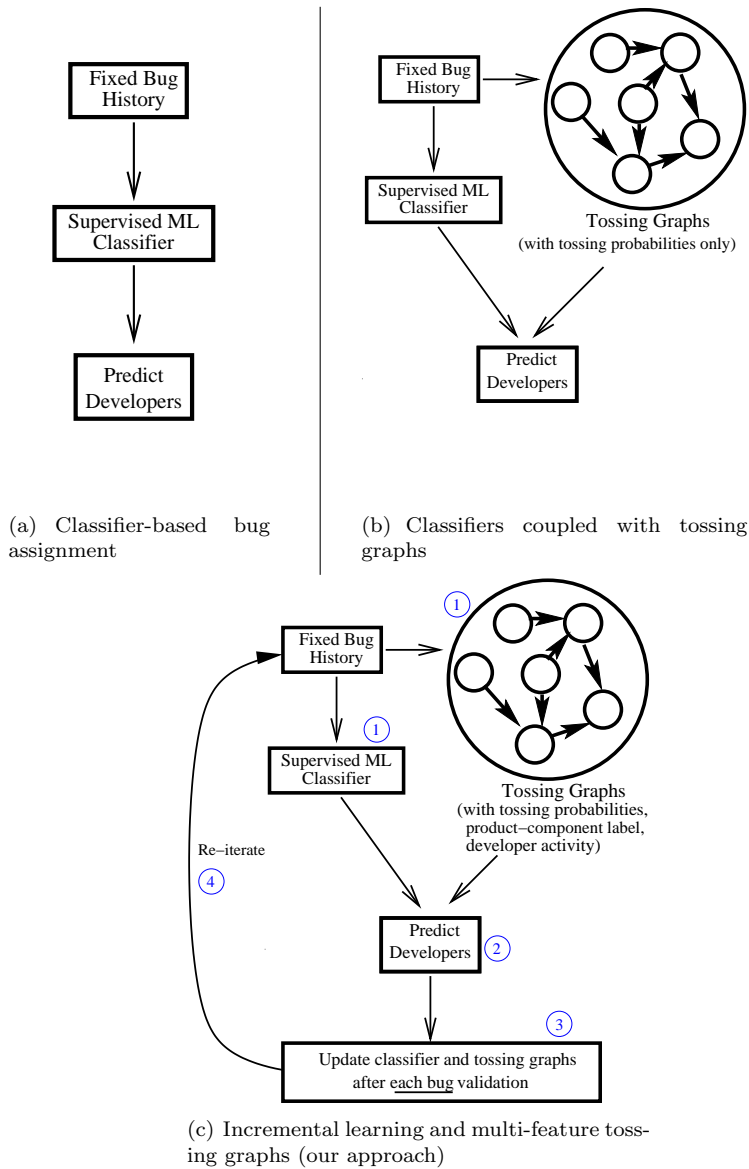 Fixed Bug
History
Supervised ML
Classifier
Predict
Developers
(a) Classifier-based bug
assignment
Fixed Bug
History
Supervised ML
Classifier
Tossing Graphs
(with tossing probabilities only)
Predict
Developers
(b) Classifiers coupled with tossing
graphs
1
Fixed Bug
History
1
Supervised ML
Classifier
Tossing Graphs
(with tossing probabilities,
product−component label,
developer activity)
Re−iterate
4
Predict
Developers
2
3
Update classifier and tossing graphs
after each bug validation
(c) Incremental learning and multi-feature toss-
ing graphs (our approach)